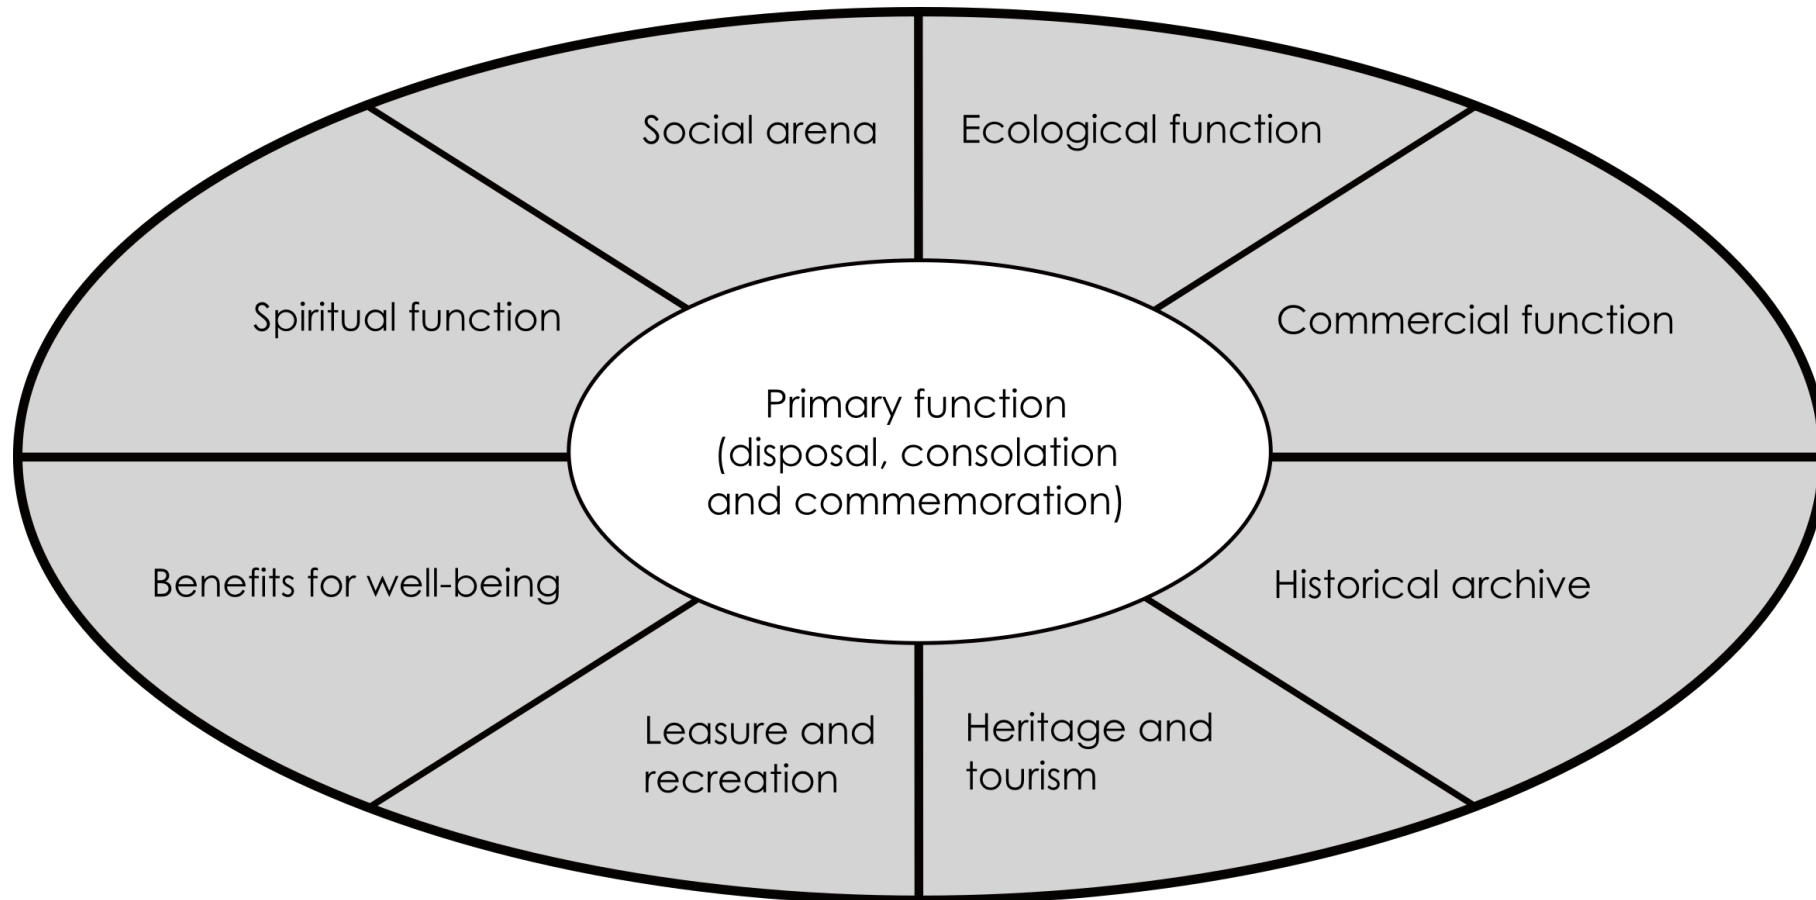 Social arena
Ecological function
Spiritual function
Commercial function
Primary function
(disposal, consolation
and commemoration)
Benefits for well-being
Historical archive
Leasure and
recreation
Heritage and
tourism